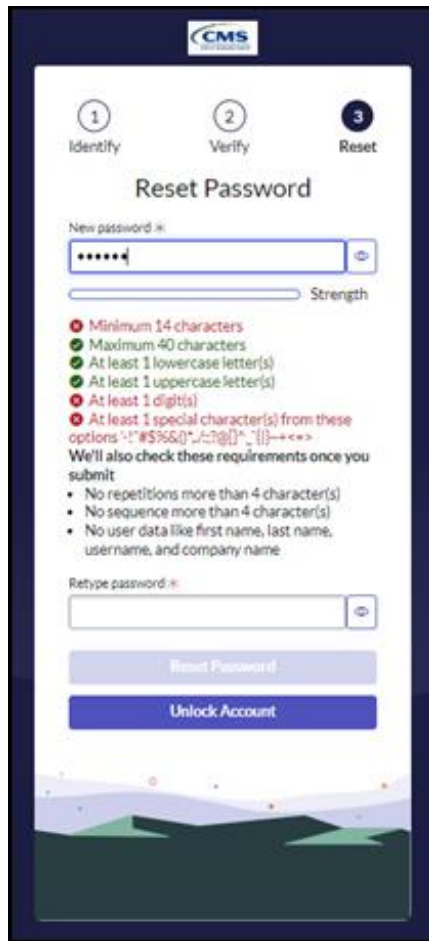 CMS
1
2
3
Identify
Verify
Reset
Reset Password
New password *
••••••
Strength
Minimum 14 characters
Maximum 40 characters
At least 1 lowercase letter(s)
At least 1 uppercase letter(s)
At least 1 digit(s)
At least 1 special character(s) from these
options
We'll also check these requirements once you
submit
• No repetitions more than 4 character(s)
• No sequence more than 4 character(s)
• No user data like first name, last name,
username, and company name
Retype password *
Reset Password
Unlock Account